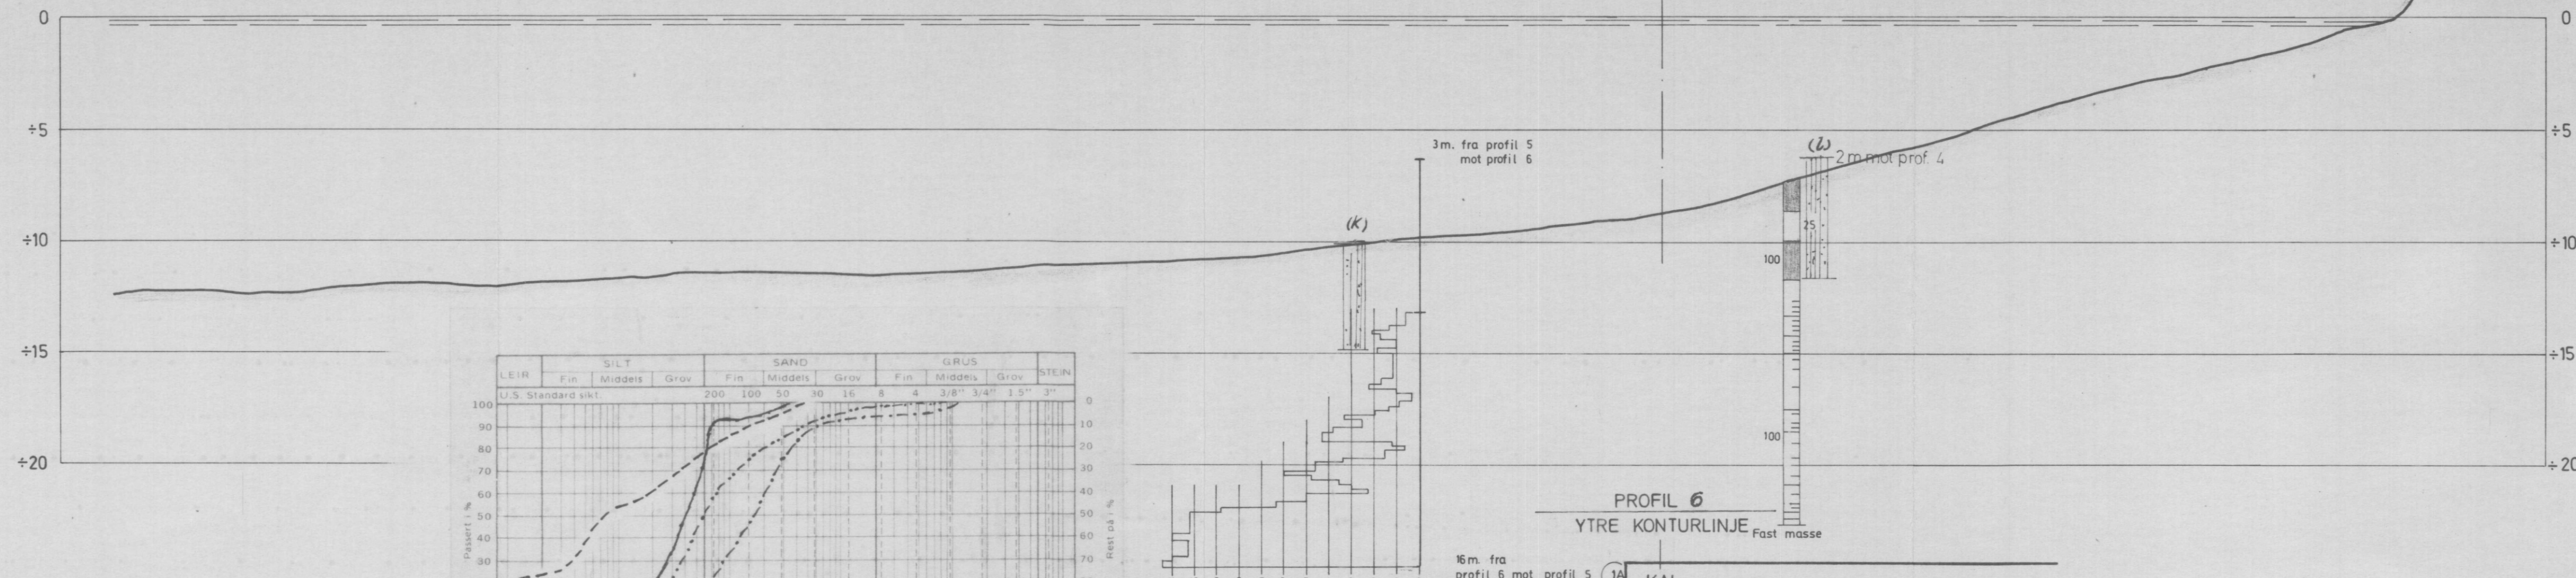 0
0
÷5
÷5
3m. fra profil 5
mot profil 6
(l)
2m mot prof. 4
(K)
25
÷10
÷10
100
÷15
÷15
SILT SAND GRUS
LEIR Fin Middels Grov Fin Middels Grov Fin Middels Grov STEIN
U.S. Standard sikt. 200 100 50 30 16 8 4 3/8" 3/4" 1.5" 3"
100 0
90 10
80 20
70 30
60 40
50 50
40 60
30 70
Passert i %
Rest på i %
100
÷20
÷20
PROFIL 6
YTRE KONTURLINJE
Fast masse
16m. fra
profil 6 mot profil 5
1A